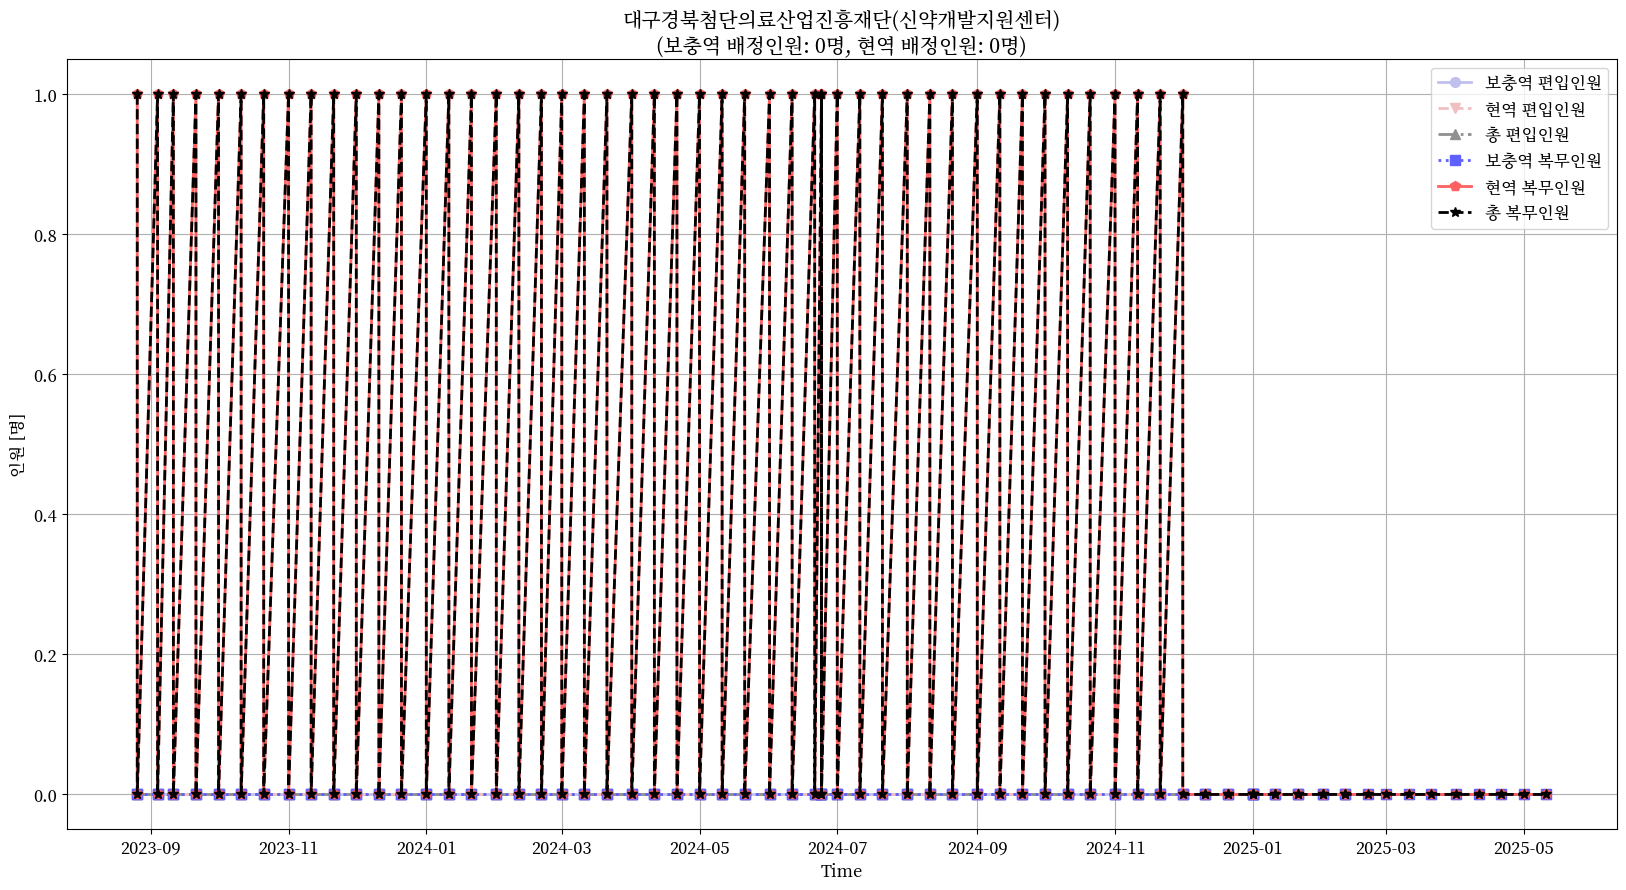 대구경북첨단의료산업진흥재단(신약개발지원센터)
(보충역 배정인원: 0명, 현역 배정인원: 0명)
보충역 편입인원
현역 편입인원
총 편입인원
보충역 복무인원
현역 복무인원
총 복무인원
인원 [명]
1.0
0.8
0.6
0.4
0.2
0.0
2023-09
2023-11
2024-01
2024-03
2024-05
2024-07
2024-09
2024-11
2025-01
2025-03
2025-05
Time